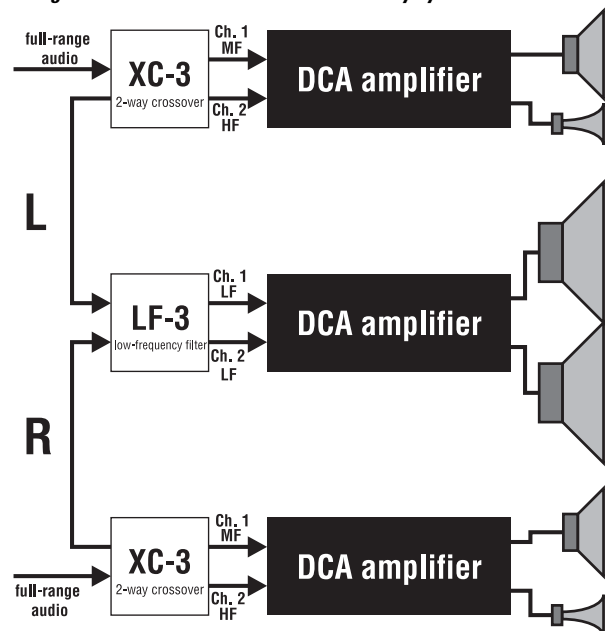 full-range
audio
XC-3
2-way crossover
Ch. 1
MF
Ch. 2
HF
DCA amplifier
L
LF-3
low-frequency filter
Ch. 1
LF
Ch. 2
LF
DCA amplifier
R
XC-3
2-way crossover
Ch. 1
MF
Ch. 2
HF
DCA amplifier
full-range
audio